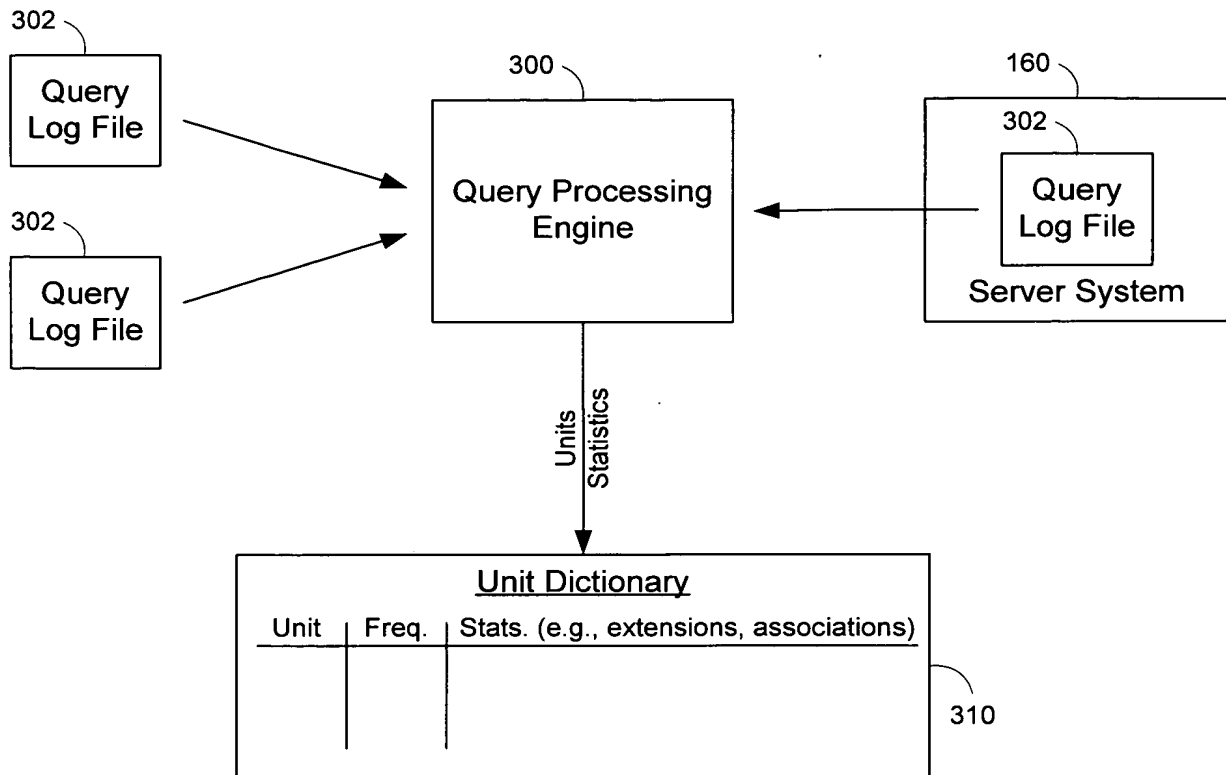 302
Query
Log File
302
Query
Log File
300
Query Processing
Engine
160
302
Query
Log File
Server System
Units
Statistics
Unit Dictionary
Unit Freq. Stats. (e.g., extensions, associations)
310